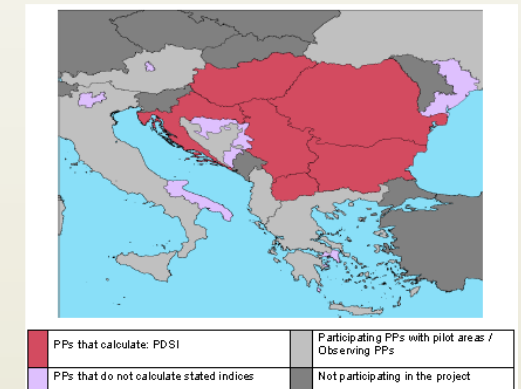 PPs that calculate: PDSI
Participating PPs with pilot areas /
Observing PPs
PPs that do not calculate stated indices
Not participating in the project